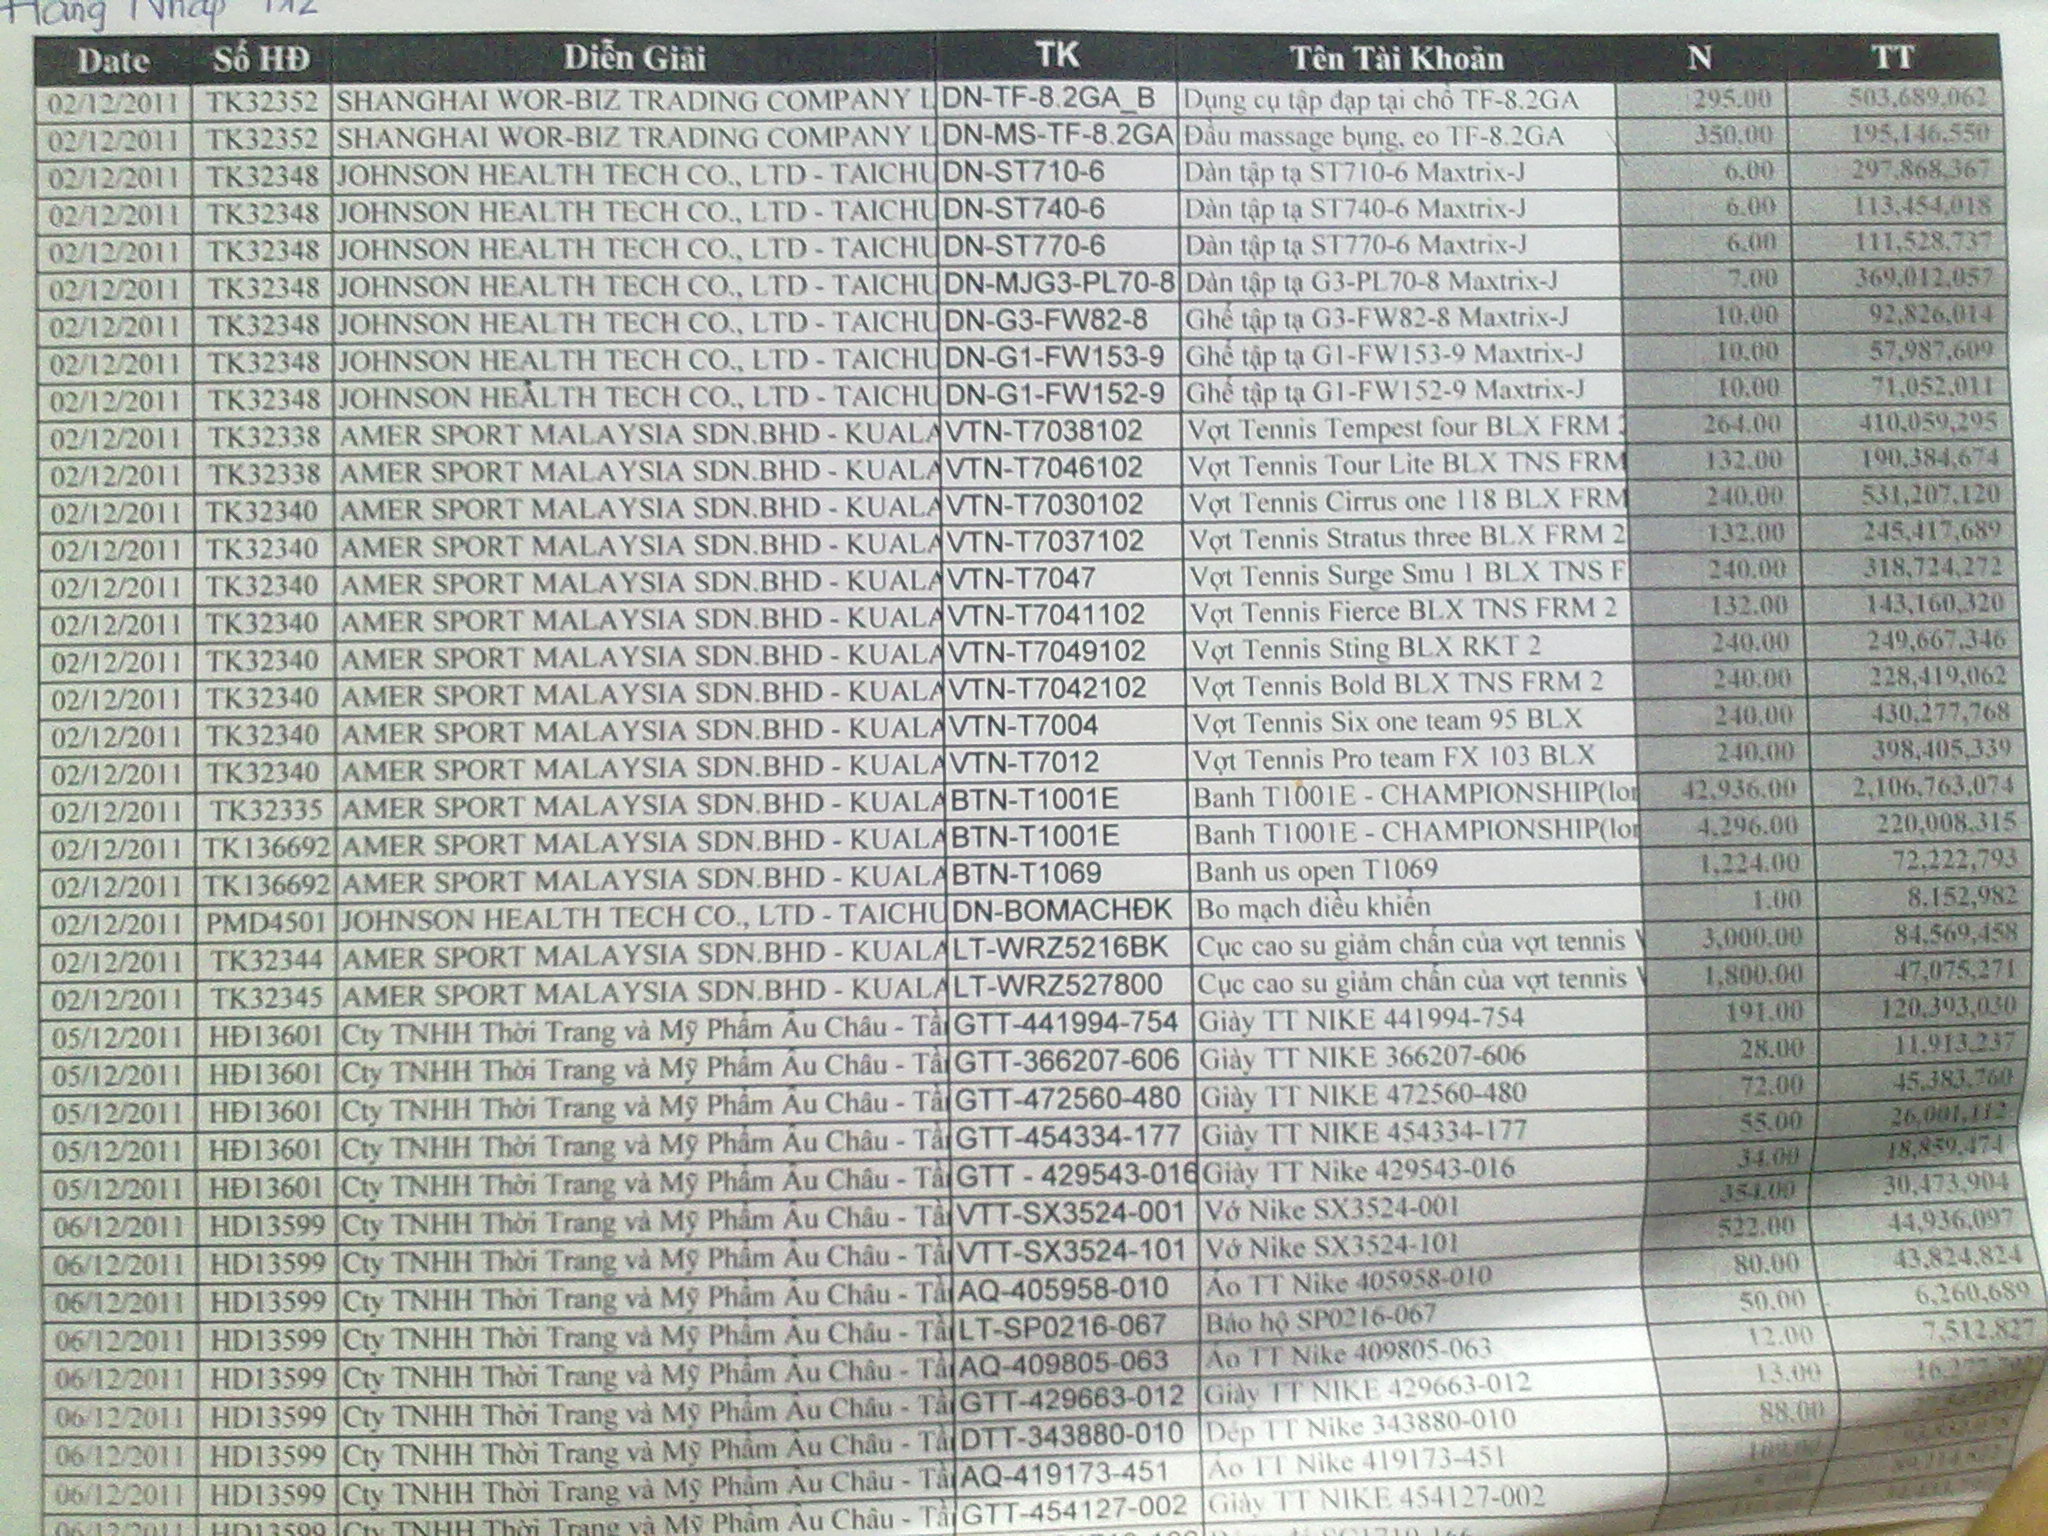 Hàng Nhập T12
Date Số HĐ Diễn Giải TK Tên Tài Khoản N TT
02/12/2011 TK32352 SHANGHAI WOR-BIZ TRADING COMPANY L DN-TF-8.2GA_B Dụng cụ tập đạp tại chổ TF-8.2GA 295.00 503,689,062
02/12/2011 TK32352 SHANGHAI WOR-BIZ TRADING COMPANY L DN-MS-TF-8.2GA Đầu massage bụng, eo TF-8.2GA 350.00 195,146,550
02/12/2011 TK32348 JOHNSON HEALTH TECH CO., LTD - TAICHU DN-ST710-6 Dàn tập tạ ST710-6 Maxtrix-J 6.00 297,868,367
02/12/2011 TK32348 JOHNSON HEALTH TECH CO., LTD - TAICHU DN-ST740-6 Dàn tập tạ ST740-6 Maxtrix-J 6.00 113,454,018
02/12/2011 TK32348 JOHNSON HEALTH TECH CO., LTD - TAICHU DN-ST770-6 Dàn tập tạ ST770-6 Maxtrix-J 6.00 111,528,737
02/12/2011 TK32348 JOHNSON HEALTH TECH CO., LTD - TAICHU DN-MJG3-PL70-8 Dàn tập tạ G3-PL70-8 Maxtrix-J 7.00 369,012,057
02/12/2011 TK32348 JOHNSON HEALTH TECH CO., LTD - TAICHU DN-G3-FW82-8 Ghế tập tạ G3-FW82-8 Maxtrix-J 10.00 92,826,014
02/12/2011 TK32348 JOHNSON HEALTH TECH CO., LTD - TAICHU DN-G1-FW153-9 Ghế tập tạ G1-FW153-9 Maxtrix-J 10.00 57,987,609
02/12/2011 TK32348 JOHNSON HEALTH TECH CO., LTD - TAICHU DN-G1-FW152-9 Ghế tập tạ G1-FW152-9 Maxtrix-J 10.00 71,052,011
02/12/2011 TK32338 AMER SPORT MALAYSIA SDN.BHD - KUALA VTN-T7038102 Vợt Tennis Tempest four BLX FRM 2 264.00 410,059,295
02/12/2011 TK32338 AMER SPORT MALAYSIA SDN.BHD - KUALA VTN-T7046102 Vợt Tennis Tour Lite BLX TNS FRM 132.00 190,384,674
02/12/2011 TK32340 AMER SPORT MALAYSIA SDN.BHD - KUALA VTN-T7030102 Vợt Tennis Cirrus one 118 BLX FRM 240.00 531,207,120
02/12/2011 TK32340 AMER SPORT MALAYSIA SDN.BHD - KUALA VTN-T7037102 Vợt Tennis Stratus three BLX FRM 2 132.00 245,417,689
02/12/2011 TK32340 AMER SPORT MALAYSIA SDN.BHD - KUALA VTN-T7047 Vợt Tennis Surge Smu 1 BLX TNS F 240.00 318,724,272
02/12/2011 TK32340 AMER SPORT MALAYSIA SDN.BHD - KUALA VTN-T7041102 Vợt Tennis Fierce BLX TNS FRM 2 132.00 143,160,320
02/12/2011 TK32340 AMER SPORT MALAYSIA SDN.BHD - KUALA VTN-T7049102 Vợt Tennis Sting BLX RKT 2 240.00 249,667,346
02/12/2011 TK32340 AMER SPORT MALAYSIA SDN.BHD - KUALA VTN-T7042102 Vợt Tennis Bold BLX TNS FRM 2 240.00 228,419,062
02/12/2011 TK32340 AMER SPORT MALAYSIA SDN.BHD - KUALA VTN-T7004 Vợt Tennis Six one team 95 BLX 240.00 430,277,768
02/12/2011 TK32340 AMER SPORT MALAYSIA SDN.BHD - KUALA VTN-T7012 Vợt Tennis Pro team FX 103 BLX 240.00 398,405,339
02/12/2011 TK32335 AMER SPORT MALAYSIA SDN.BHD - KUALA BTN-T1001E Banh T1001E - CHAMPIONSHIP(lon 42,936.00 2,106,763,074
02/12/2011 TK136692 AMER SPORT MALAYSIA SDN.BHD - KUALA BTN-T1001E Banh T1001E - CHAMPIONSHIP(lon 4,296.00 220,008,315
02/12/2011 TK136692 AMER SPORT MALAYSIA SDN.BHD - KUALA BTN-T1069 Banh us open T1069 1,224.00 72,222,793
02/12/2011 PMD4501 JOHNSON HEALTH TECH CO., LTD - TAICHU DN-BOMACHĐK Bo mạch điều khiển 1.00 8,152,982
02/12/2011 TK32344 AMER SPORT MALAYSIA SDN.BHD - KUALA LT-WRZ5216BK Cục cao su giảm chấn của vợt tennis 3,000.00 84,569,458
02/12/2011 TK32345 AMER SPORT MALAYSIA SDN.BHD - KUALA LT-WRZ527800 Cục cao su giảm chấn của vợt tennis 1,800.00 47,075,271
05/12/2011 HĐ13601 Cty TNHH Thời Trang và Mỹ Phẩm Âu Châu - Tầ GTT-441994-754 Giày TT NIKE 441994-754 191.00 120,393,030
05/12/2011 HĐ13601 Cty TNHH Thời Trang và Mỹ Phẩm Âu Châu - Tầ GTT-366207-606 Giày TT NIKE 366207-606 28.00 11,913,237
05/12/2011 HĐ13601 Cty TNHH Thời Trang và Mỹ Phẩm Âu Châu - Tầ GTT-472560-480 Giày TT NIKE 472560-480 72.00 45,383,760
05/12/2011 HĐ13601 Cty TNHH Thời Trang và Mỹ Phẩm Âu Châu - Tầ GTT-454334-177 Giày TT NIKE 454334-177 55.00 26,001,112
05/12/2011 HĐ13601 Cty TNHH Thời Trang và Mỹ Phẩm Âu Châu - Tầ GTT - 429543-016 Giày TT Nike 429543-016 34.00 18,859,474
06/12/2011 HD13599 Cty TNHH Thời Trang và Mỹ Phẩm Âu Châu - Tầ VTT-SX3524-001 Vớ Nike SX3524-001 354.00 30,473,904
06/12/2011 HD13599 Cty TNHH Thời Trang và Mỹ Phẩm Âu Châu - Tầ VTT-SX3524-101 Vớ Nike SX3524-101 522.00 44,936,097
06/12/2011 HD13599 Cty TNHH Thời Trang và Mỹ Phẩm Âu Châu - Tầ AQ-405958-010 Áo TT Nike 405958-010 80.00 43,824,824
06/12/2011 HD13599 Cty TNHH Thời Trang và Mỹ Phẩm Âu Châu - Tầ LT-SP0216-067 Bảo hộ SP0216-067 50.00 6,260,689
06/12/2011 HD13599 Cty TNHH Thời Trang và Mỹ Phẩm Âu Châu - Tầ AQ-409805-063 Áo TT Nike 409805-063 12.00 7,512,827
06/12/2011 HD13599 Cty TNHH Thời Trang và Mỹ Phẩm Âu Châu - Tầ GTT-429663-012 Giày TT NIKE 429663-012 13.00
06/12/2011 HD13599 Cty TNHH Thời Trang và Mỹ Phẩm Âu Châu - Tầ DTT-343880-010 Dép TT Nike 343880-010 88.00
06/12/2011 HD13599 Cty TNHH Thời Trang và Mỹ Phẩm Âu Châu - Tầ AQ-419173-451 Áo TT Nike 419173-451
06/12/2011 HD13599 Cty TNHH Thời Trang và Mỹ Phẩm Âu Châu - Tầ GTT-454127-002 Giày TT NIKE 454127-002